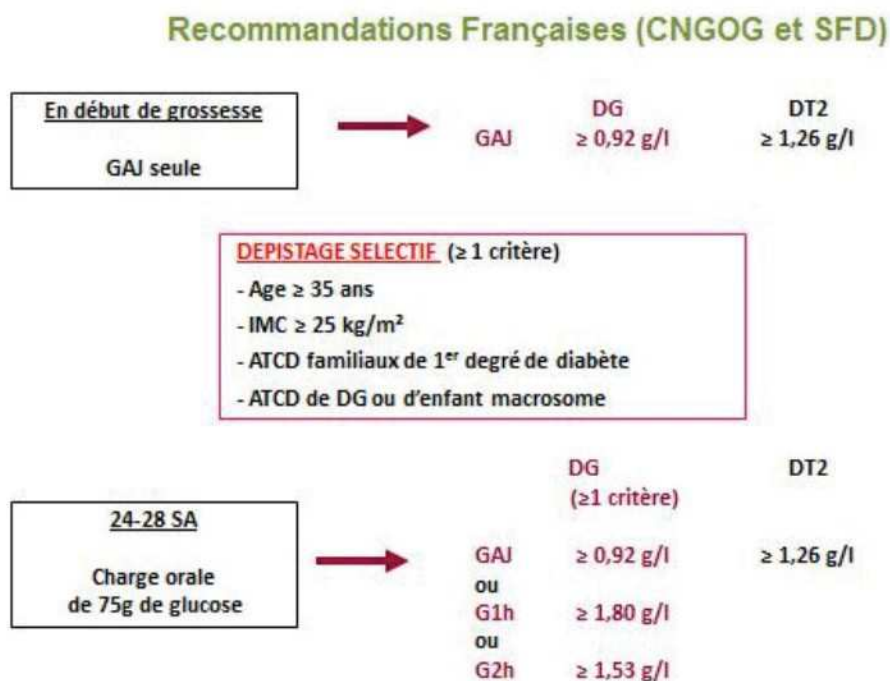 Recommandations Françaises (CNGOG et SFD)
En début de grossesse
GAJ seule
DG DT2
GAJ ≥ 0,92 g/l ≥ 1,26 g/l
DEPISTAGE SELECTIF (≥ 1 critère)
- Age ≥ 35 ans
- IMC ≥ 25 kg/m²
- ATCD familiaux de 1er degré de diabète
- ATCD de DG ou d'enfant macrosome
24-28 SA
Charge orale
de 75g de glucose
DG DT2
(≥1 critère)
GAJ ≥ 0,92 g/l ≥ 1,26 g/l
ou
G1h ≥ 1,80 g/l
ou
G2h ≥ 1,53 g/l